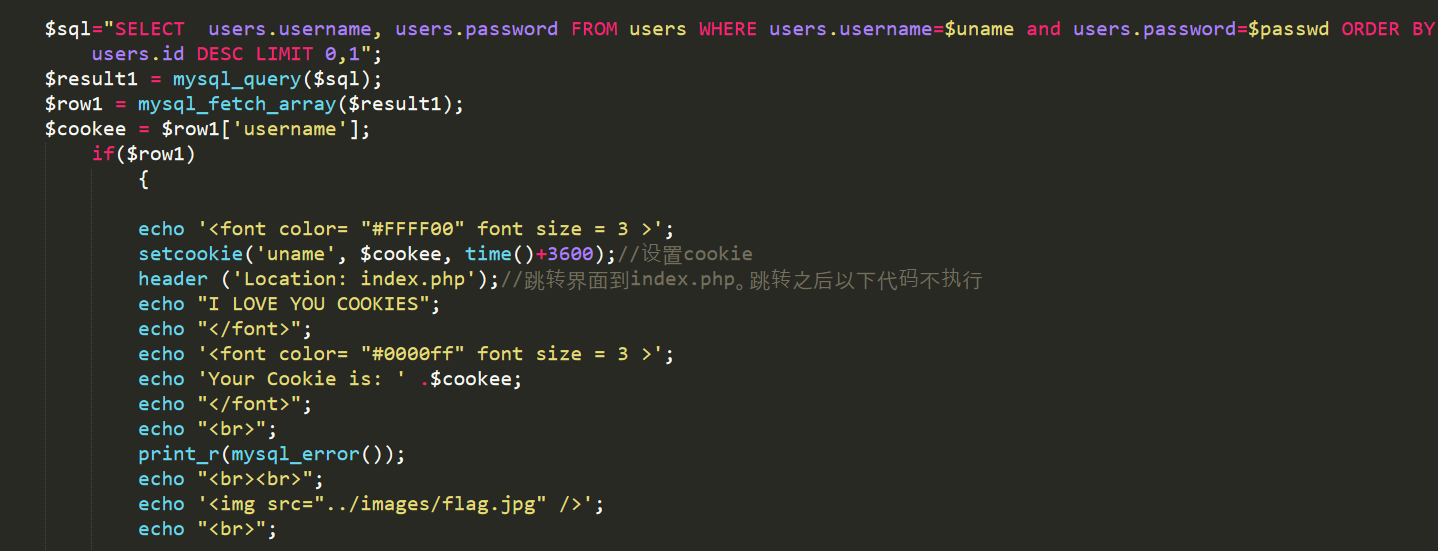 $sql="SELECT  users.username, users.password FROM users WHERE users.username=$uname and users.password=$passwd ORDER BY
users.id DESC LIMIT 0,1";
$result1 = mysql_query($sql);
$row1 = mysql_fetch_array($result1);
$cookee = $row1['username'];
if($row1)
{
echo '<font color= "#FFFF00" font size = 3 >';
setcookie('uname', $cookee, time()+3600);//设置cookie
header ('Location: index.php');//跳转界面到index.php。跳转之后以下代码不执行
echo "I LOVE YOU COOKIES";
echo "</font>";
echo '<font color= "#0000ff" font size = 3 >';
echo 'Your Cookie is: ' .$cookee;
echo "</font>";
echo "<br>";
print_r(mysql_error());
echo "<br><br>";
echo '<img src="../images/flag.jpg" />';
echo "<br>";